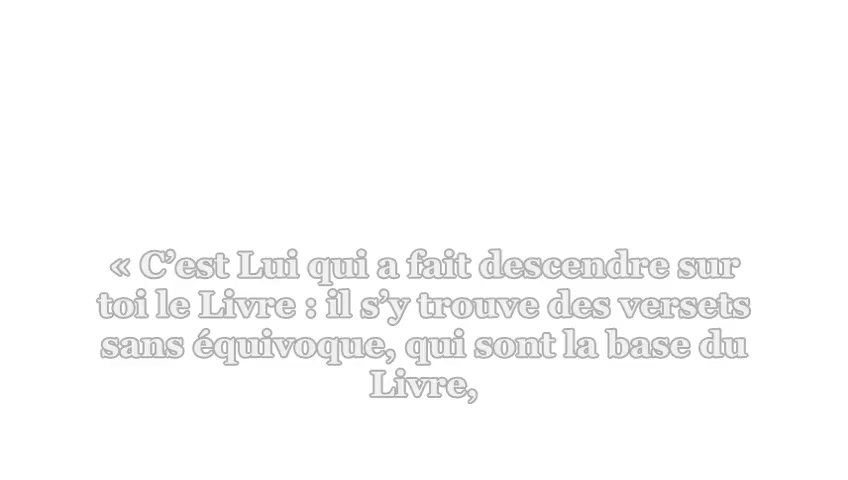 « C’est Lui qui a fait descendre sur
toi le Livre : il s’y trouve des versets
sans équivoque, qui sont la base du
Livre,